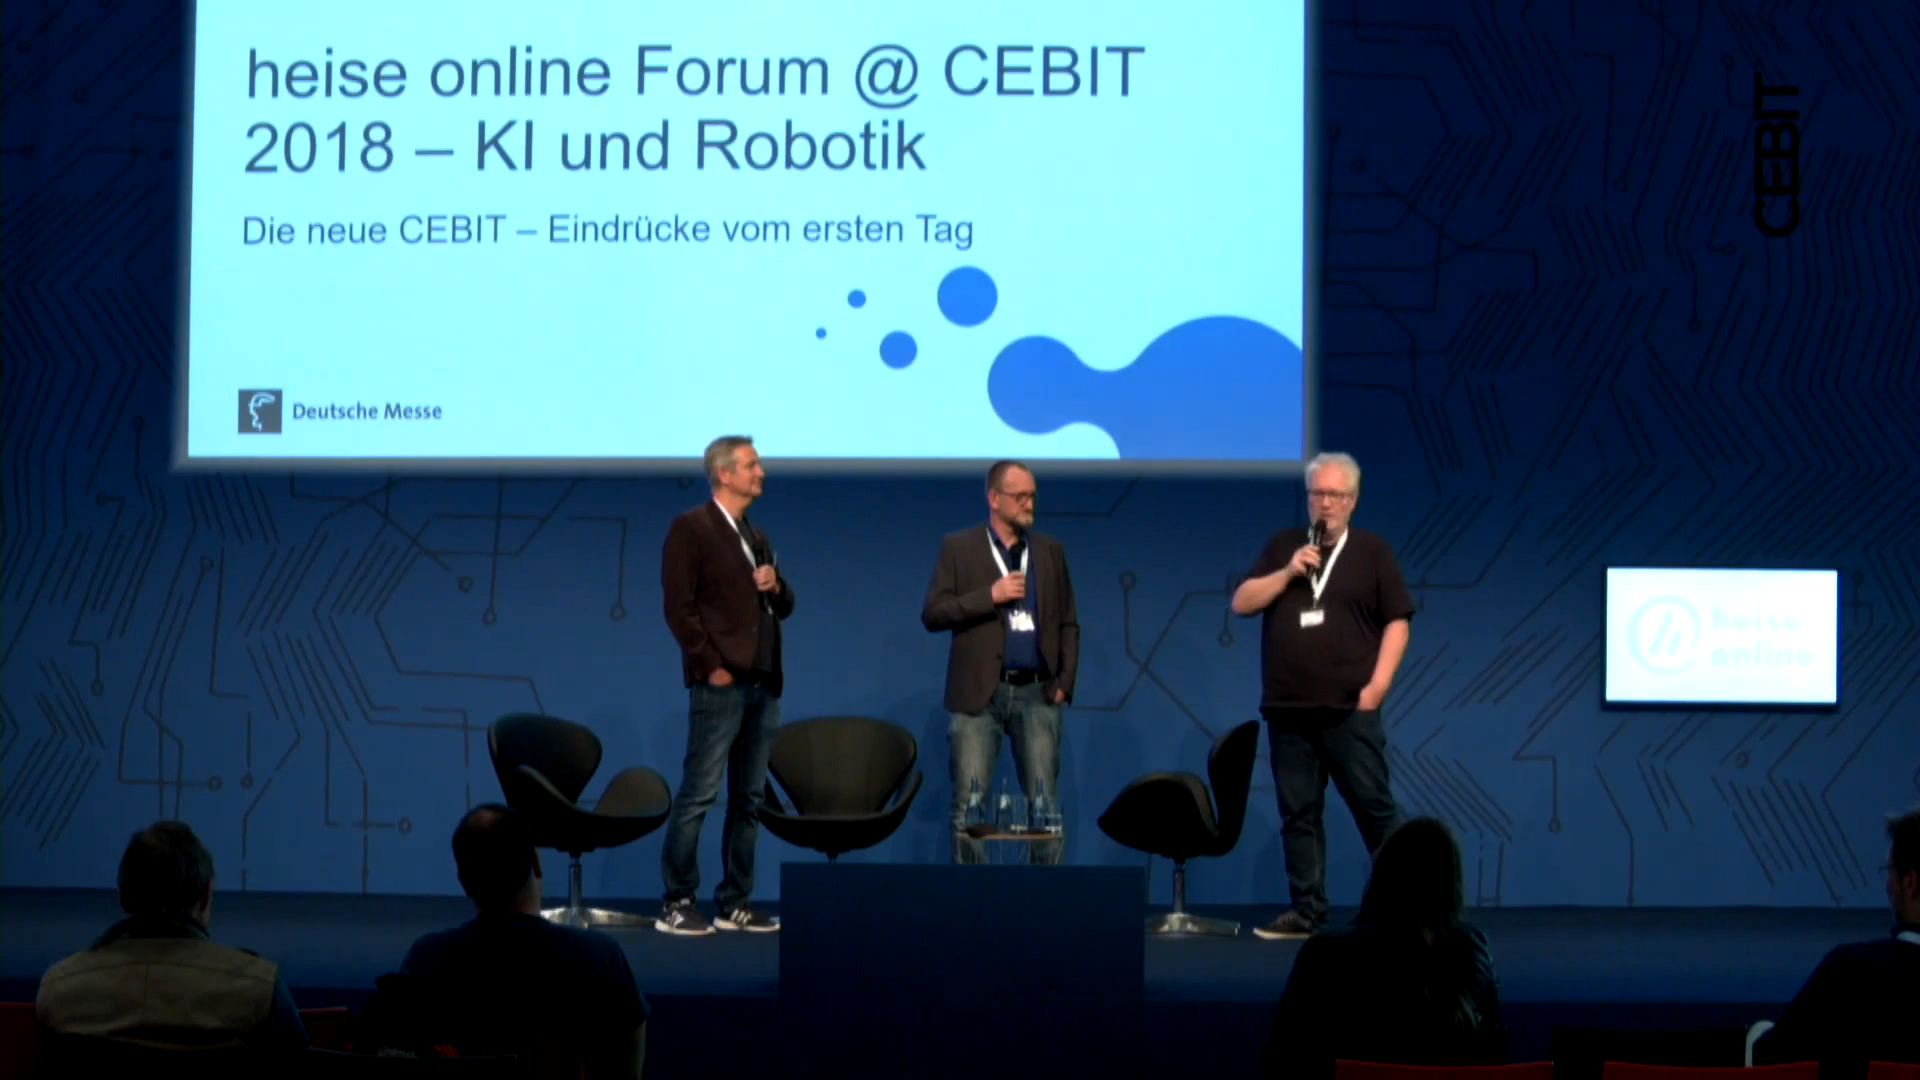 heise online Forum @ CEBIT
2018 – KI und Robotik
Die neue CEBIT – Eindrücke vom ersten Tag
Deutsche Messe
CEBIT
heise
online